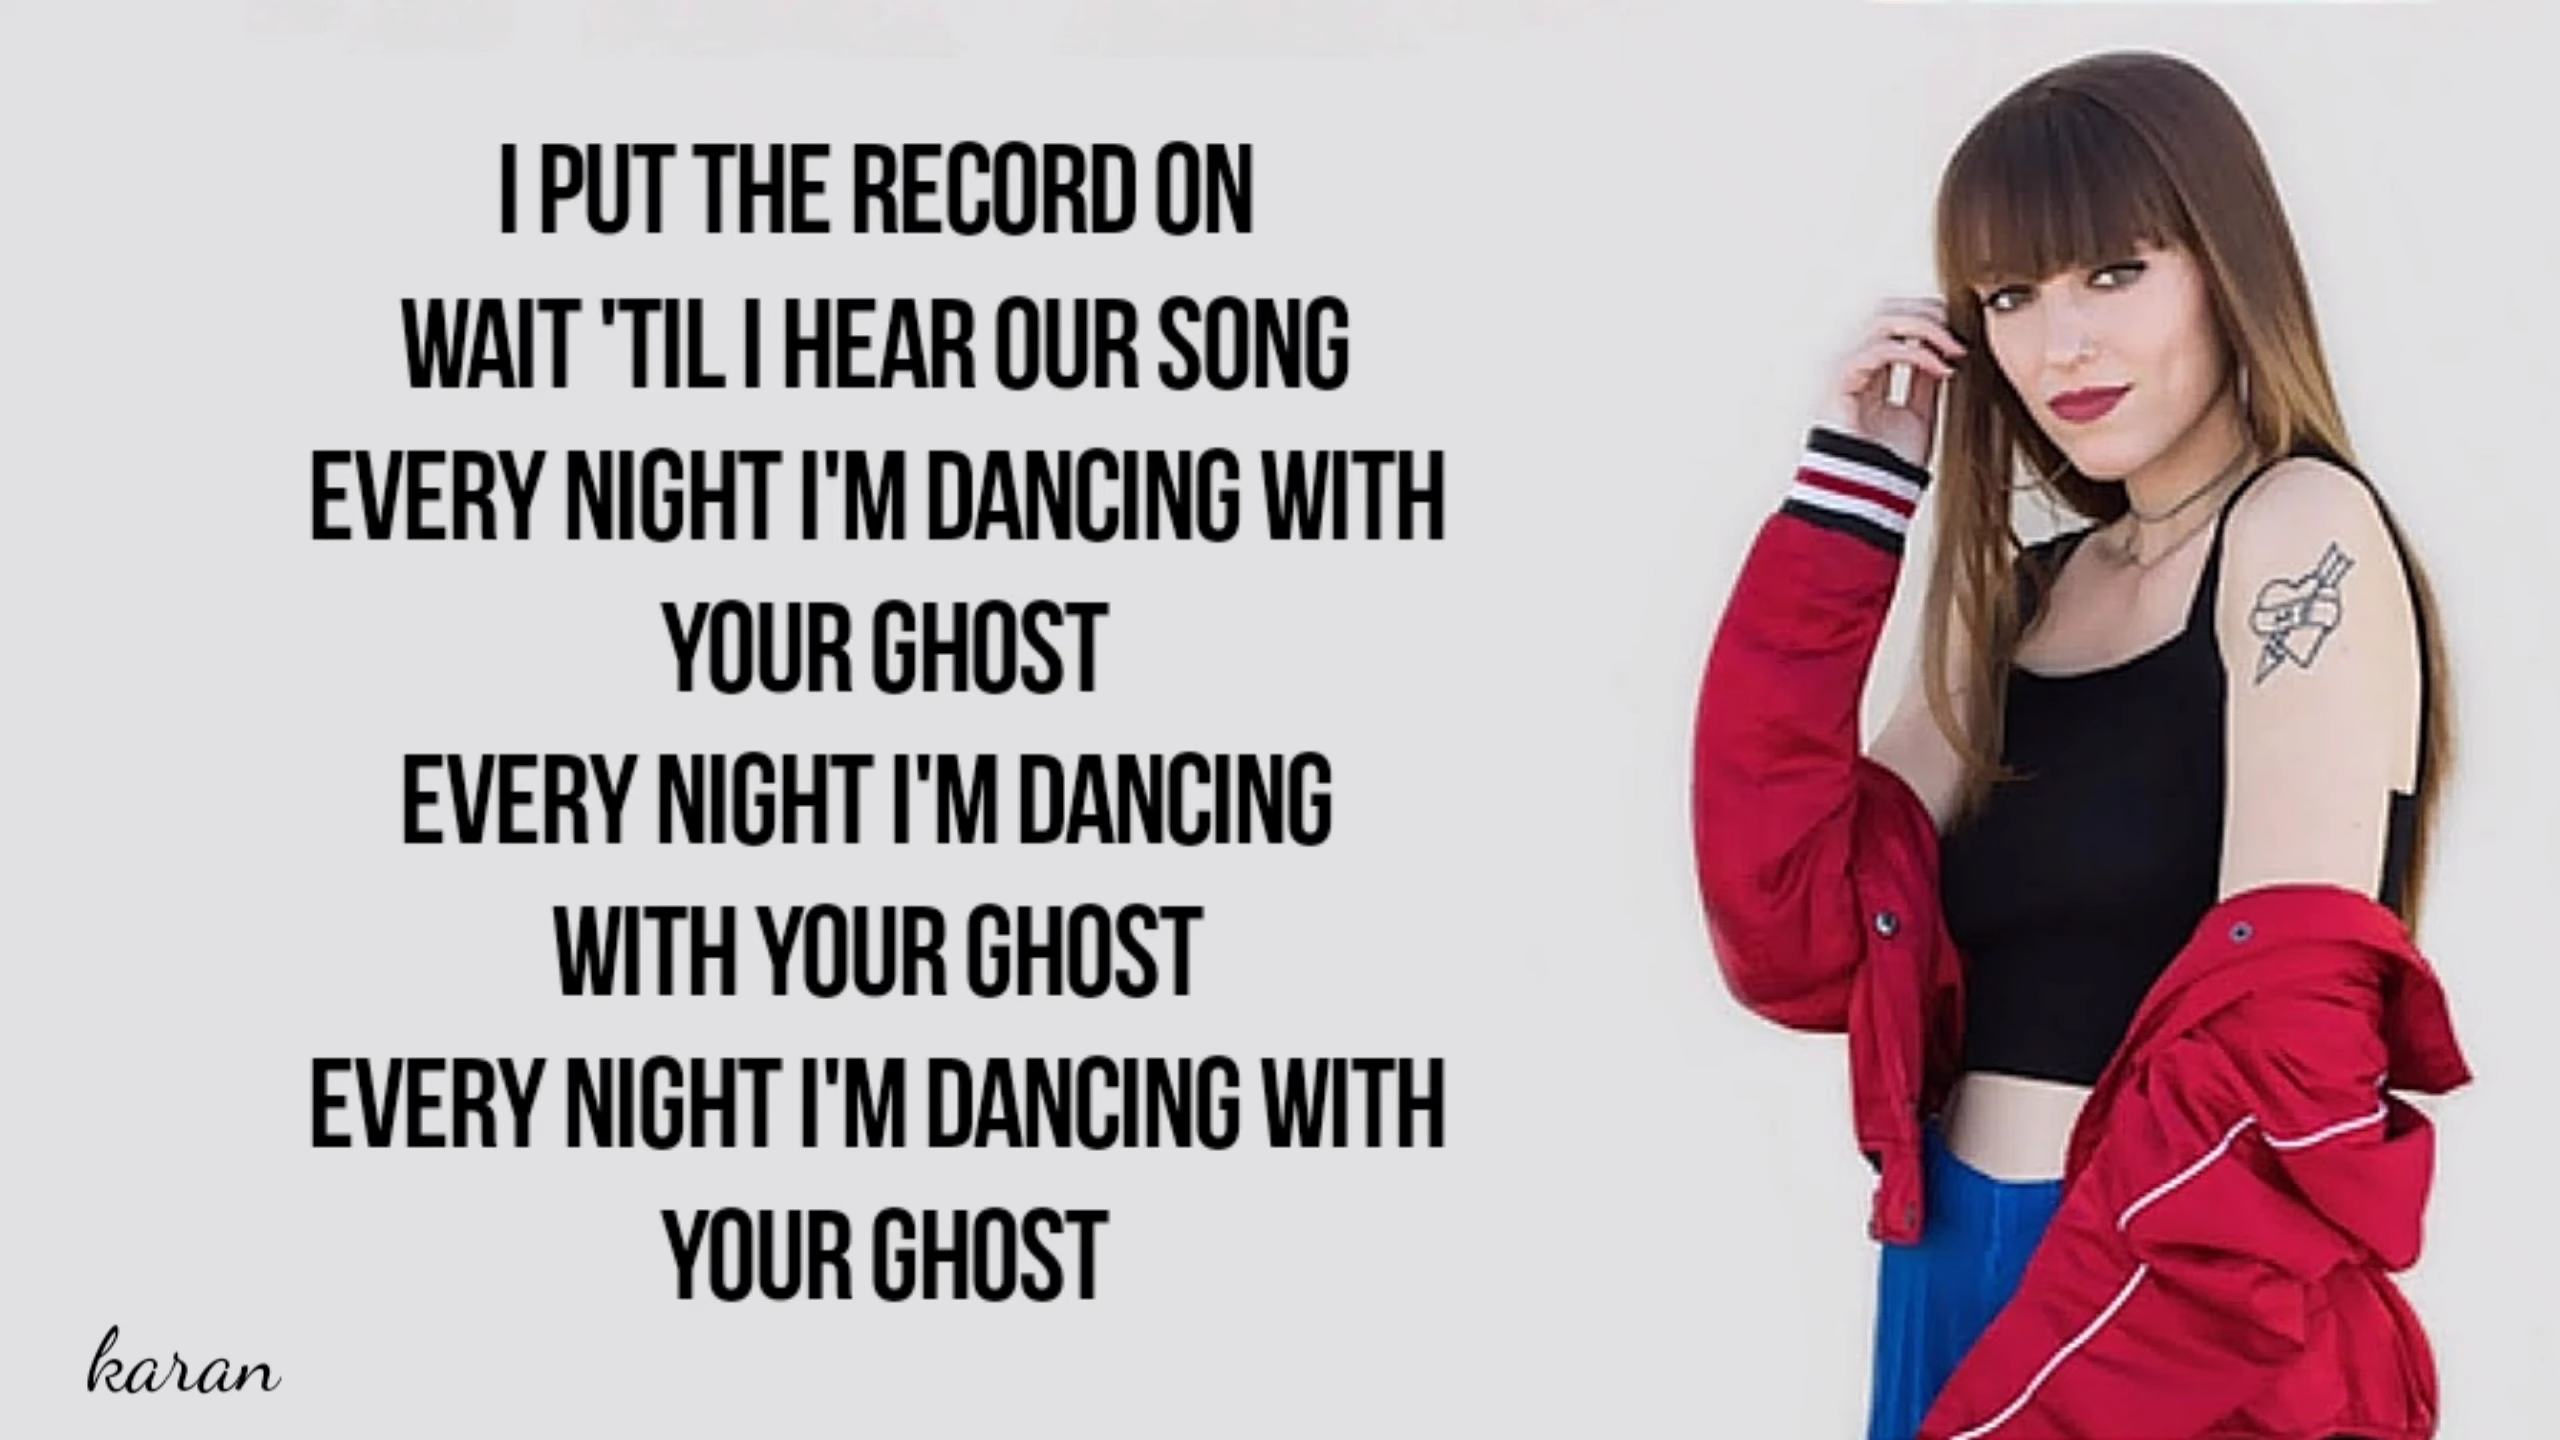 I PUT THE RECORD ON
WAIT 'TIL I HEAR OUR SONG
EVERY NIGHT I'M DANCING WITH
YOUR GHOST
EVERY NIGHT I'M DANCING
WITH YOUR GHOST
EVERY NIGHT I'M DANCING WITH
YOUR GHOST
karan